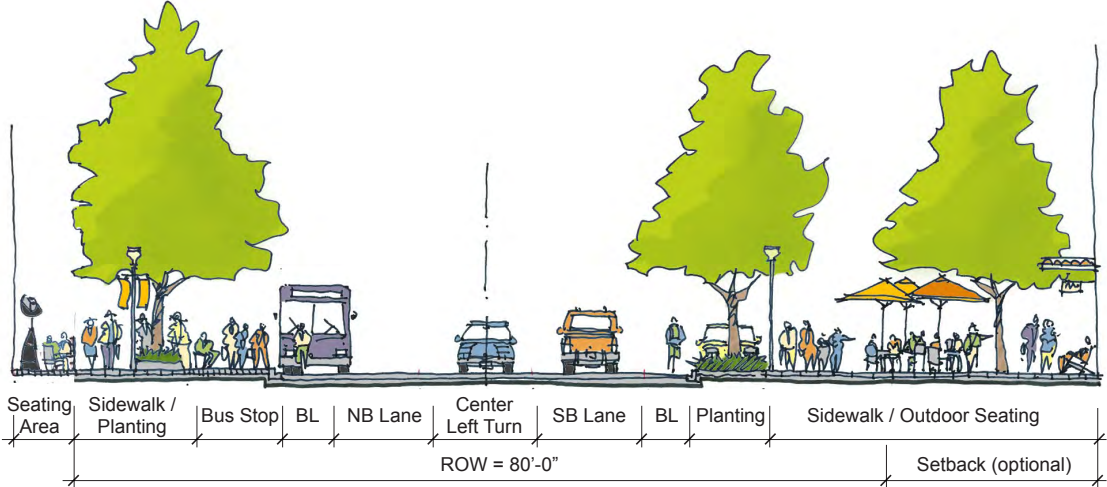 Seating
Area
Sidewalk /
Planting
Bus Stop
BL
NB Lane
Center
Left Turn
SB Lane
BL
Planting
Sidewalk / Outdoor Seating
ROW = 80'-0”
Setback (optional)